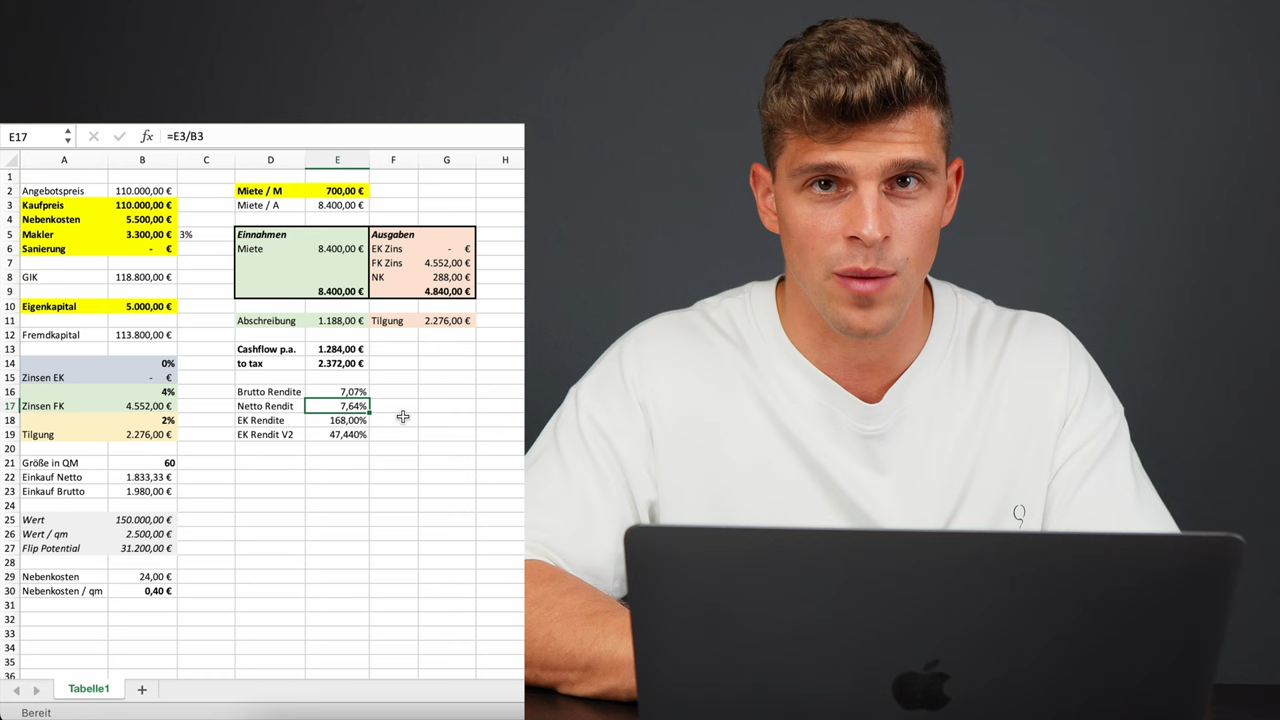 E17 fx =E3/B3
A B C D E F G H
1
2 Angebotspreis 110.000,00 € Miete / M 700,00 €
3 Kaufpreis 110.000,00 € Miete / A 8.400,00 €
4 Nebenkosten 5.500,00 €
5 Makler 3.300,00 € 3% Einnahmen Ausgaben
6 Sanierung - € Miete 8.400,00 € EK Zins - €
7 FK Zins 4.552,00 €
8 GIK 118.800,00 € NK 288,00 €
9 8.400,00 € 4.840,00 €
10 Eigenkapital 5.000,00 €
11 Abschreibung 1.188,00 € Tilgung 2.276,00 €
12 Fremdkapital 113.800,00 €
13 Cashflow p.a. 1.284,00 €
14 0% to tax 2.372,00 €
15 Zinsen EK - €
16 4% Brutto Rendite 7,07%
17 Zinsen FK 4.552,00 € Netto Rendit 7,64%
18 2% EK Rendite 168,00%
19 Tilgung 2.276,00 € EK Rendit V2 47,440%
20
21 Größe in QM 60
22 Einkauf Netto 1.833,33 €
23 Einkauf Brutto 1.980,00 €
24
25 Wert 150.000,00 €
26 Wert / qm 2.500,00 €
27 Flip Potential 31.200,00 €
28
29 Nebenkosten 24,00 €
30 Nebenkosten / qm 0,40 €
31
32
33
34
35
36
Tabelle1 +
Bereit